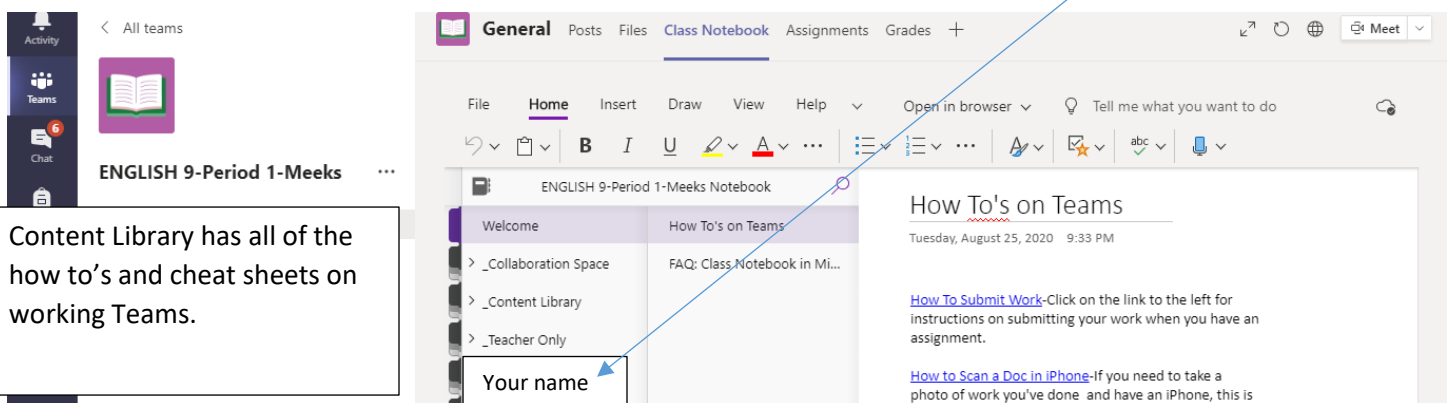 Activity
Teams
6
Chat
< All teams
ENGLISH 9-Period 1-Meeks ...
Content Library has all of the
how to's and cheat sheets on
working Teams.
General Posts Files Class Notebook Assignments Grades +
Meet
File Home Insert Draw View Help Open in browser Tell me what you want to do
B I U A ... ... A abc
ENGLISH 9-Period 1-Meeks Notebook
Welcome
> _Collaboration Space
> _Content Library
> _Teacher Only
Your name
How To's on Teams
FAQ: Class Notebook in Mi...
How To's on Teams
Tuesday, August 25, 2020 9:33 PM
How To Submit Work-Click on the link to the left for
instructions on submitting your work when you have an
assignment.
How to Scan a Doc in iPhone-If you need to take a
photo of work you've done and have an iPhone, this is